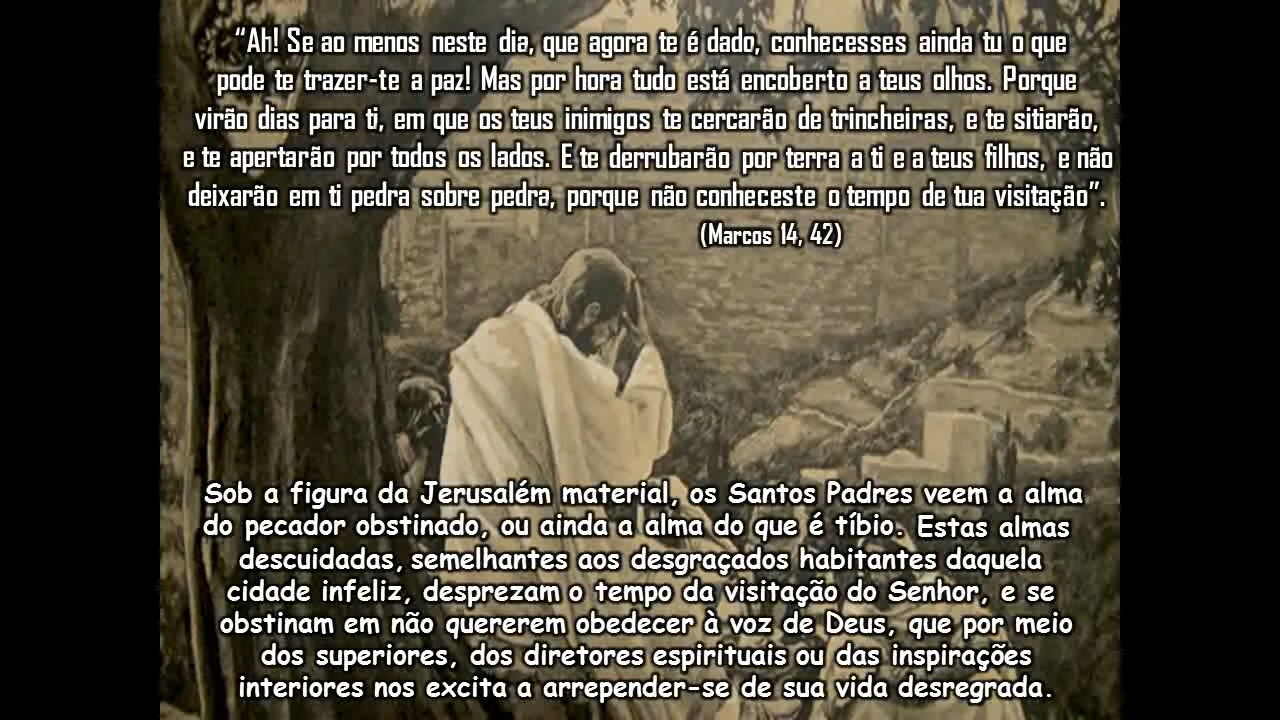 “Ah! Se ao menos neste dia, que agora te é dado, conhecesses ainda tu o que
pode te trazer-te a paz! Mas por hora tudo está encoberto a teus olhos. Porque
virão dias para ti, em que os teus inimigos te cercarão de trincheiras, e te sitiarão,
e te apertarão por todos os lados. E te derrubarão por terra a ti e a teus filhos, e não
deixarão em ti pedra sobre pedra, porque não conheceste o tempo de tua visitação”.
(Marcos 14, 42)
Sob a figura da Jerusalém material, os Santos Padres veem a alma
do pecador obstinado, ou ainda a alma do que é tíbio. Estas almas
descuidadas, semelhantes aos desgraçados habitantes daquela
cidade infeliz, desprezam o tempo da visitação do Senhor, e se
obstinam em não quererem obedecer à voz de Deus, que por meio
dos superiores, dos diretores espirituais ou das inspirações
interiores nos excita a arrepender-se de sua vida desregrada.